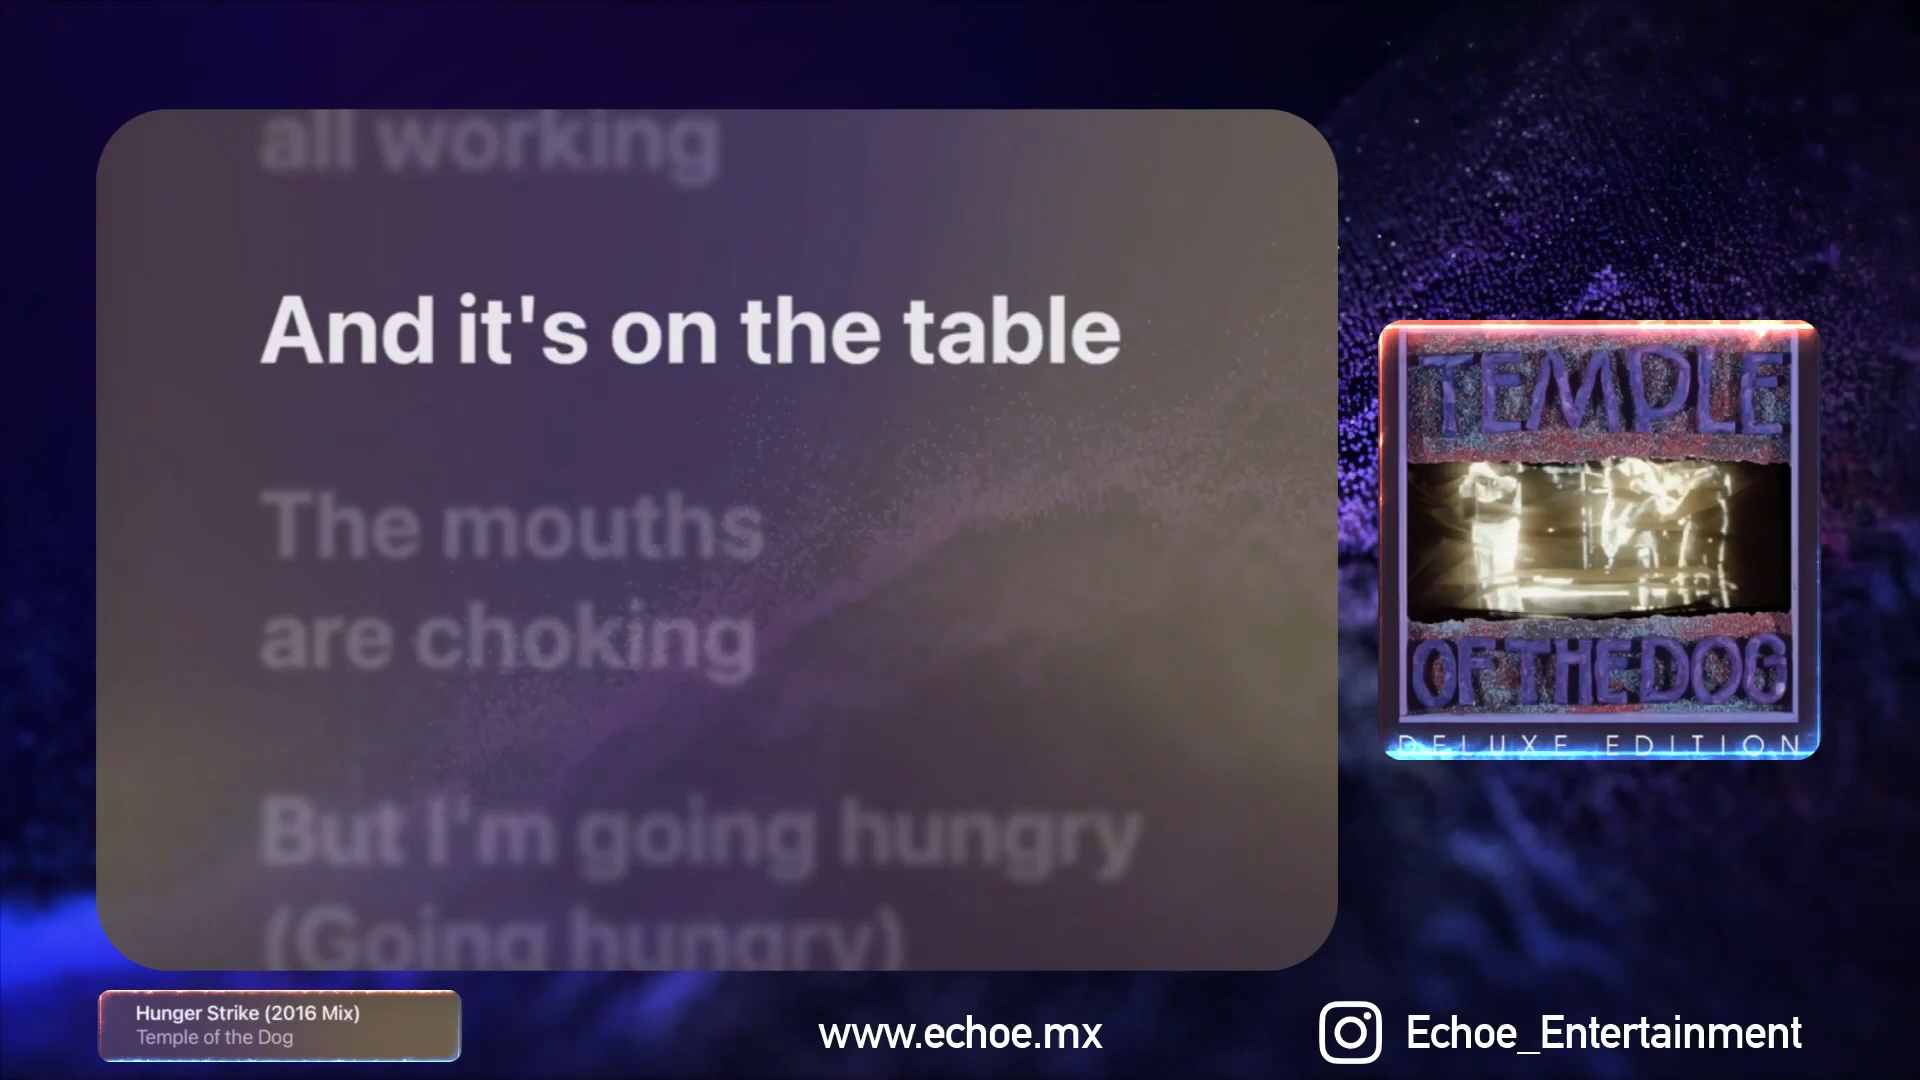 all working
And it's on the table
The mouths
are choking
But I'm going hungry
(Going hungry)
TEMPLE
OF THE DOG
DELUXE EDITION
Hunger Strike (2016 Mix)
Temple of the Dog
www.echoe.mx
Echoe_Entertainment